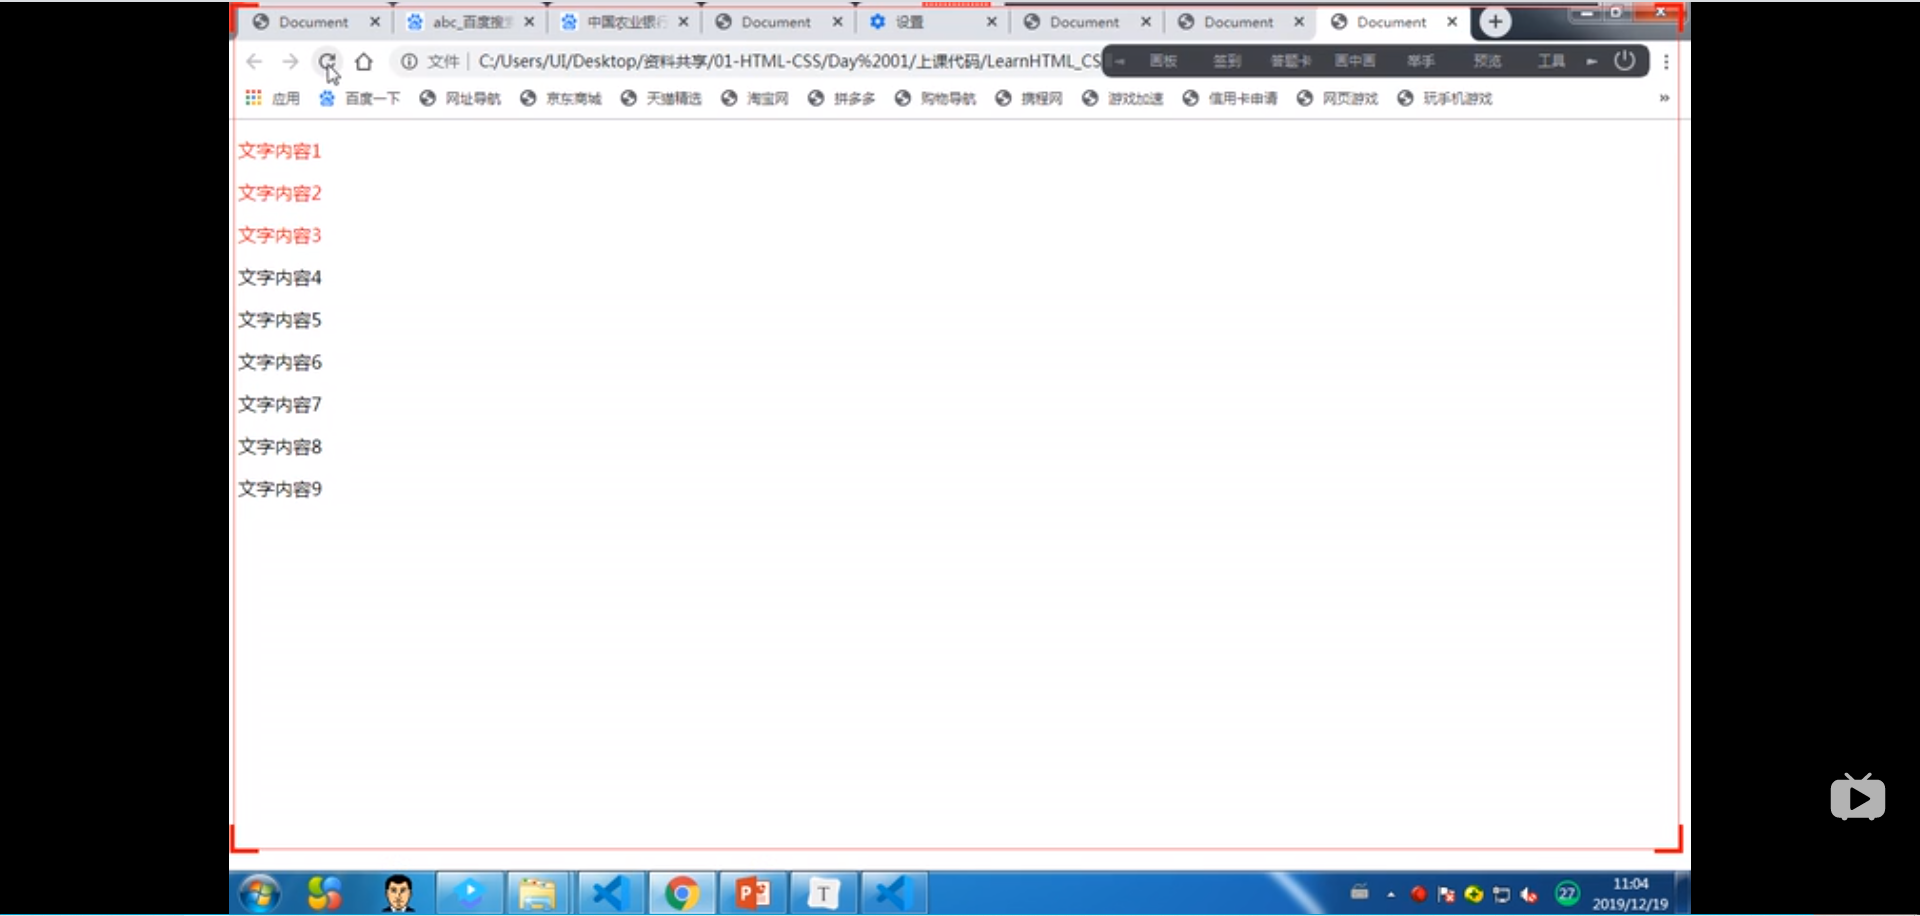 Document
abc_百度搜
中国农业银行
Document
设置
Document
Document
Document
文件 | C:/Users/UI/Desktop/资料共享/01-HTML-CSS/Day%2001/上课代码/LearnHTML_CS
画板 签到 答题卡 画中画 举手 预览 工具
应用 百度一下 网址导航 京东商城 天猫精选 淘宝网 拼多多 购物导航 携程网 游戏加速 信用卡申请 网页游戏 玩手机游戏 »
文字内容1
文字内容2
文字内容3
文字内容4
文字内容5
文字内容6
文字内容7
文字内容8
文字内容9
T
27
11:04
2019/12/19